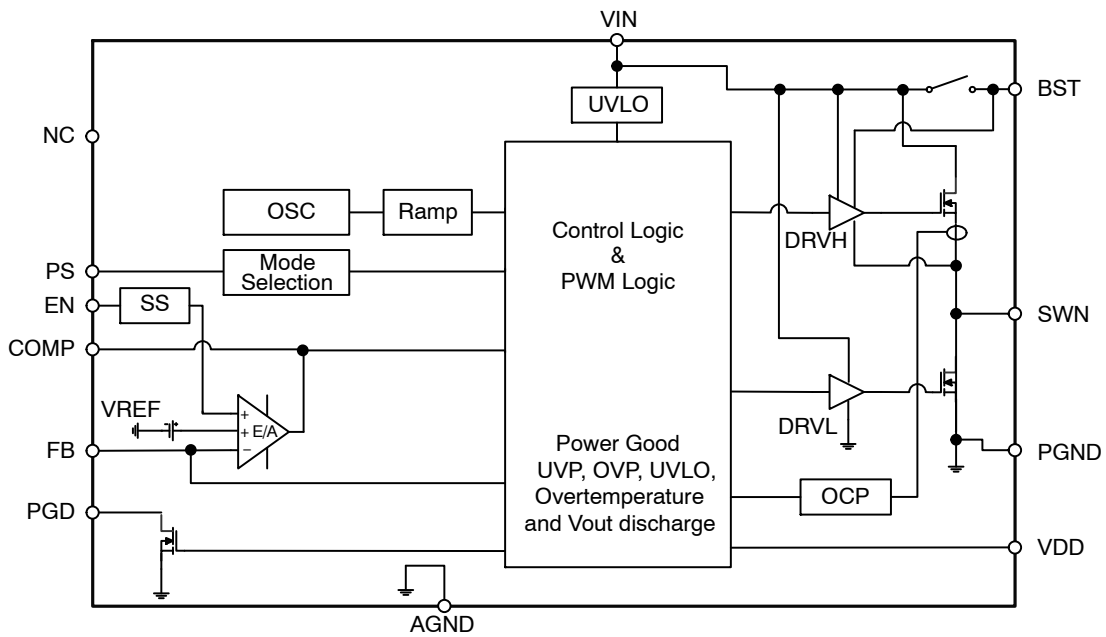 VIN
UVLO
BST
NC
OSC
Ramp
Control Logic
&
PWM Logic
DRVH
PS
Mode
Selection
EN
SS
SWN
COMP
VREF
+
+ E/A
−
DRVL
FB
Power Good
UVP, OVP, UVLO,
Overtemperature
and Vout discharge
PGND
OCP
PGD
VDD
AGND